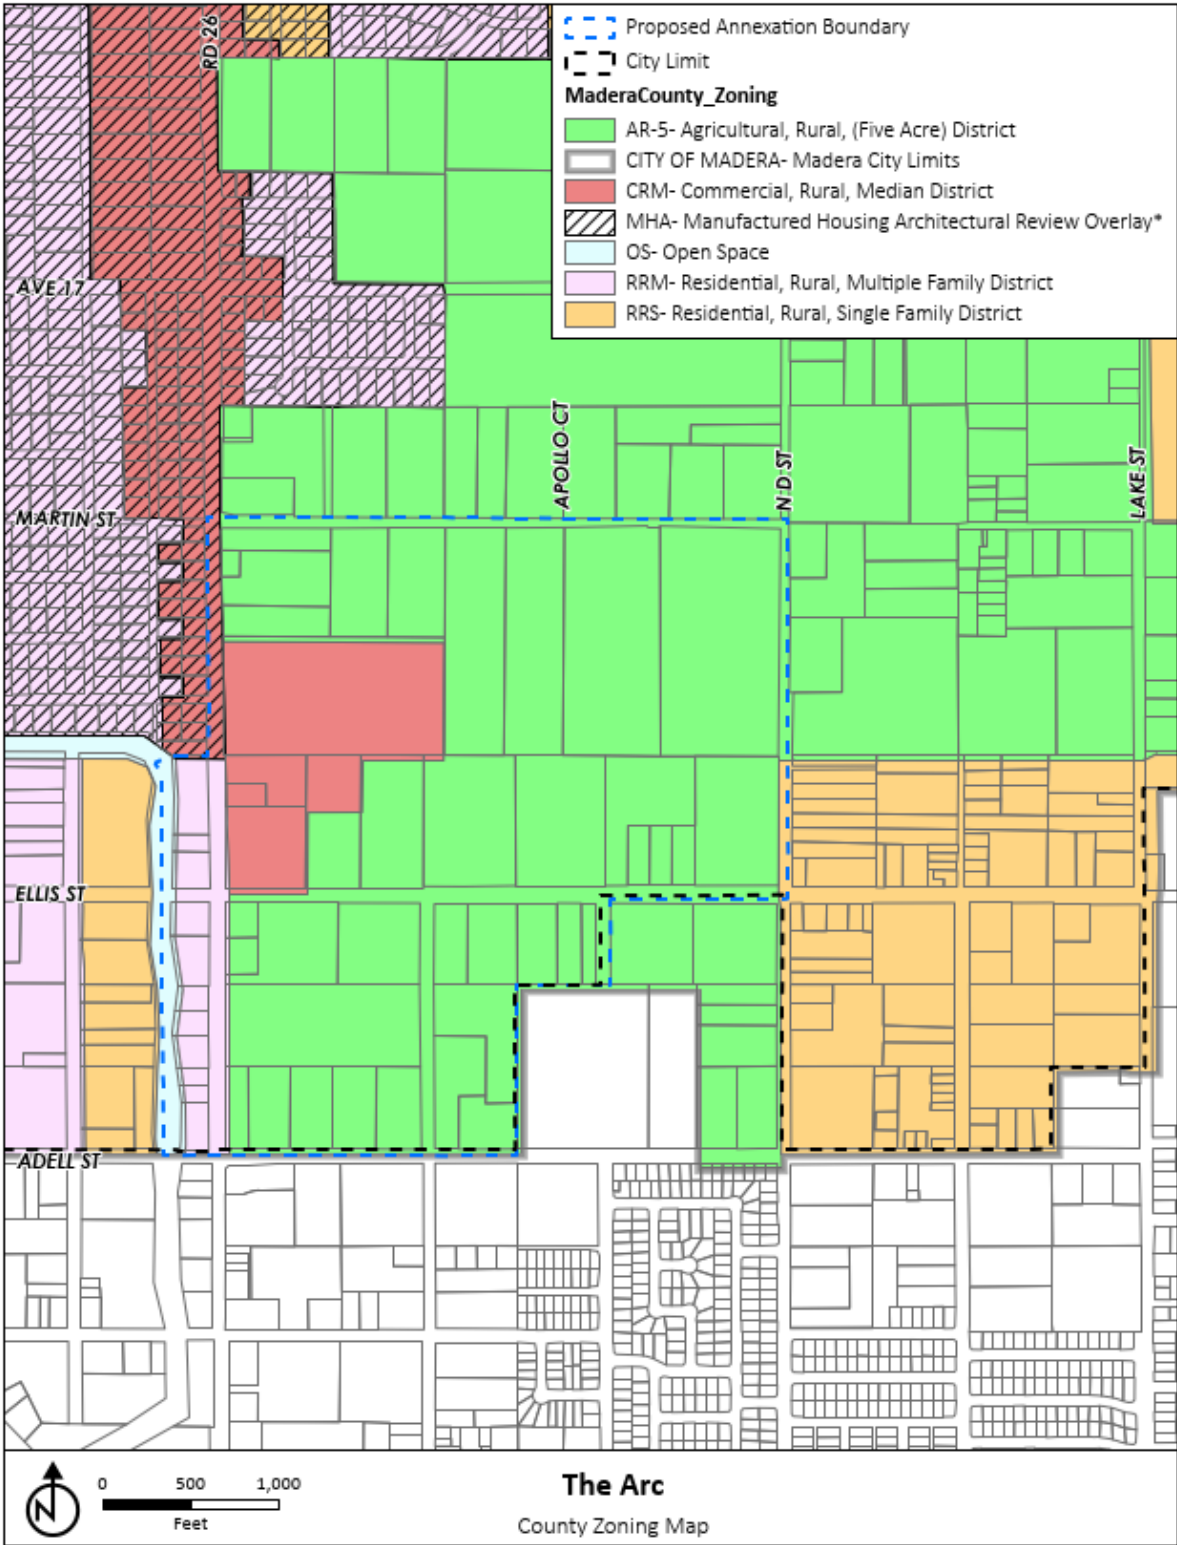 RD 26
Proposed Annexation Boundary
City Limit
MaderaCounty_Zoning
AR-5- Agricultural, Rural, (Five Acre) District
CITY OF MADERA- Madera City Limits
CRM- Commercial, Rural, Median District
MHA- Manufactured Housing Architectural Review Overlay*
OS- Open Space
RRM- Residential, Rural, Multiple Family District
RRS- Residential, Rural, Single Family District
AVE 17
APOLLO CT
N D ST
LAKE ST
MARTIN ST
ELLIS ST
ADELL ST
N
0 500 1,000
Feet
The Arc
County Zoning Map